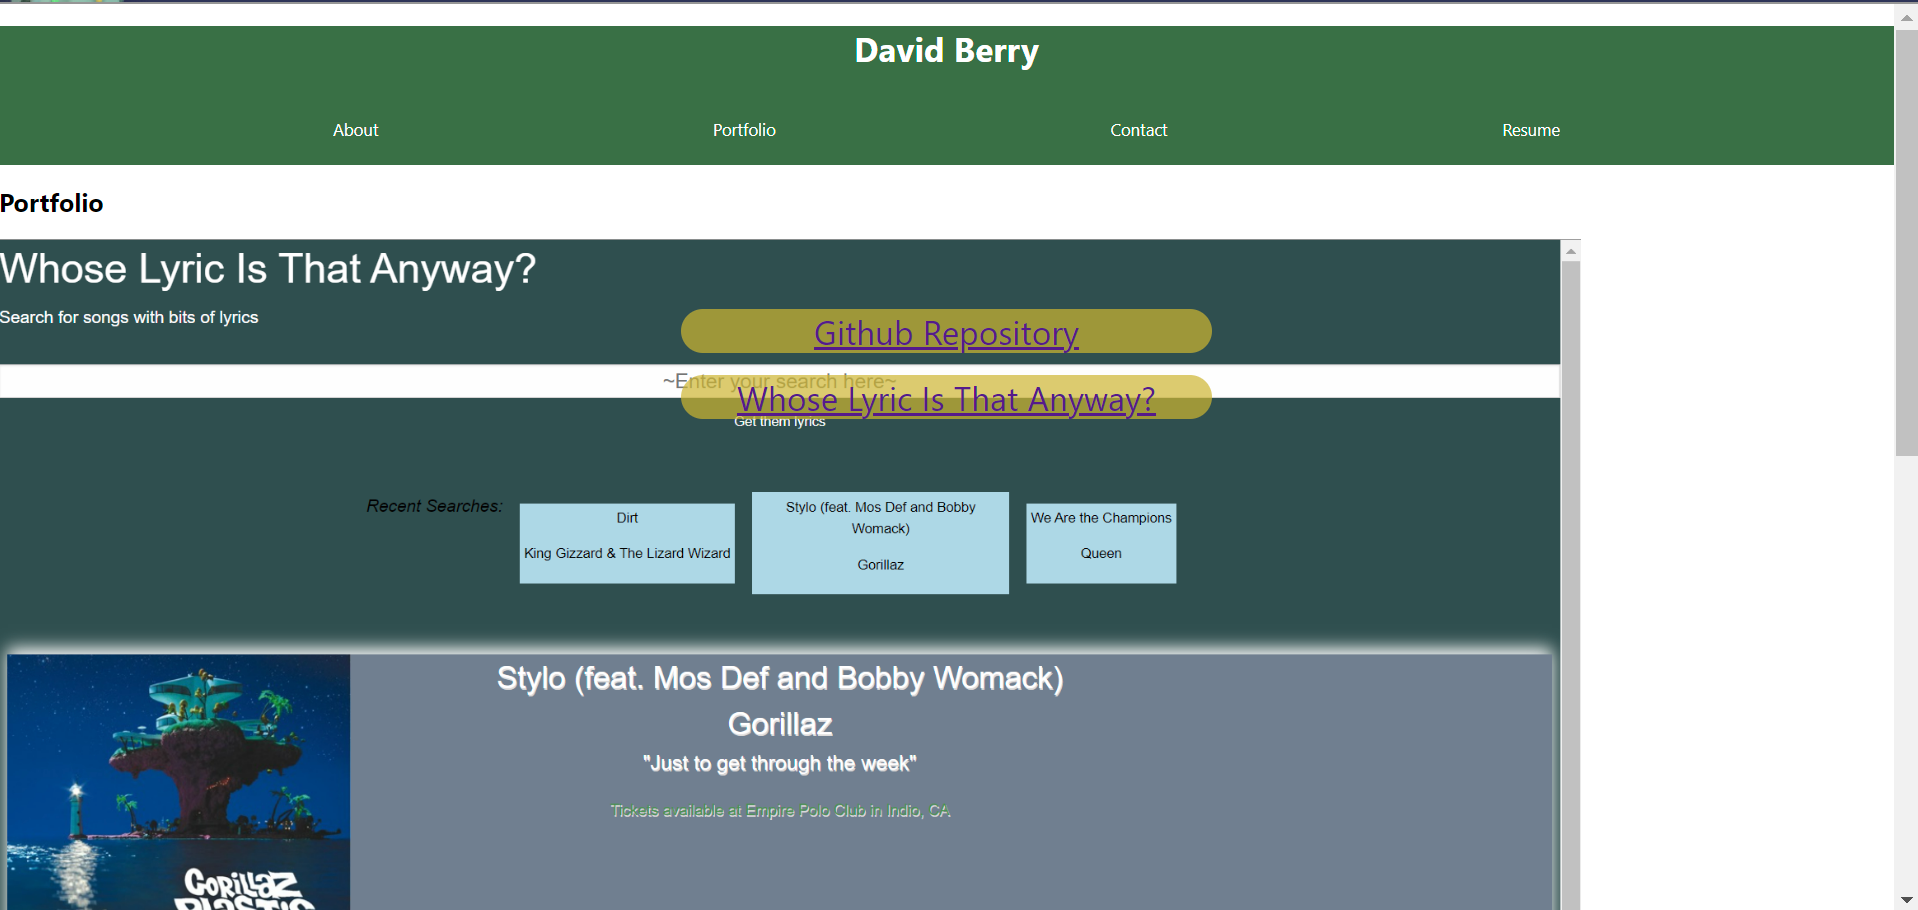 David Berry
About Portfolio Contact Resume
Portfolio
Whose Lyric Is That Anyway?
Search for songs with bits of lyrics
Github Repository
~Enter your search here~
Whose Lyric Is That Anyway?
Get them lyrics
Recent Searches:
Dirt
King Gizzard & The Lizard Wizard
Stylo (feat. Mos Def and Bobby
Womack)
Gorillaz
We Are the Champions
Queen
Stylo (feat. Mos Def and Bobby Womack)
Gorillaz
"Just to get through the week"
Tickets available at Empire Polo Club in Indio, CA
GORILLAZ
PLASTIC